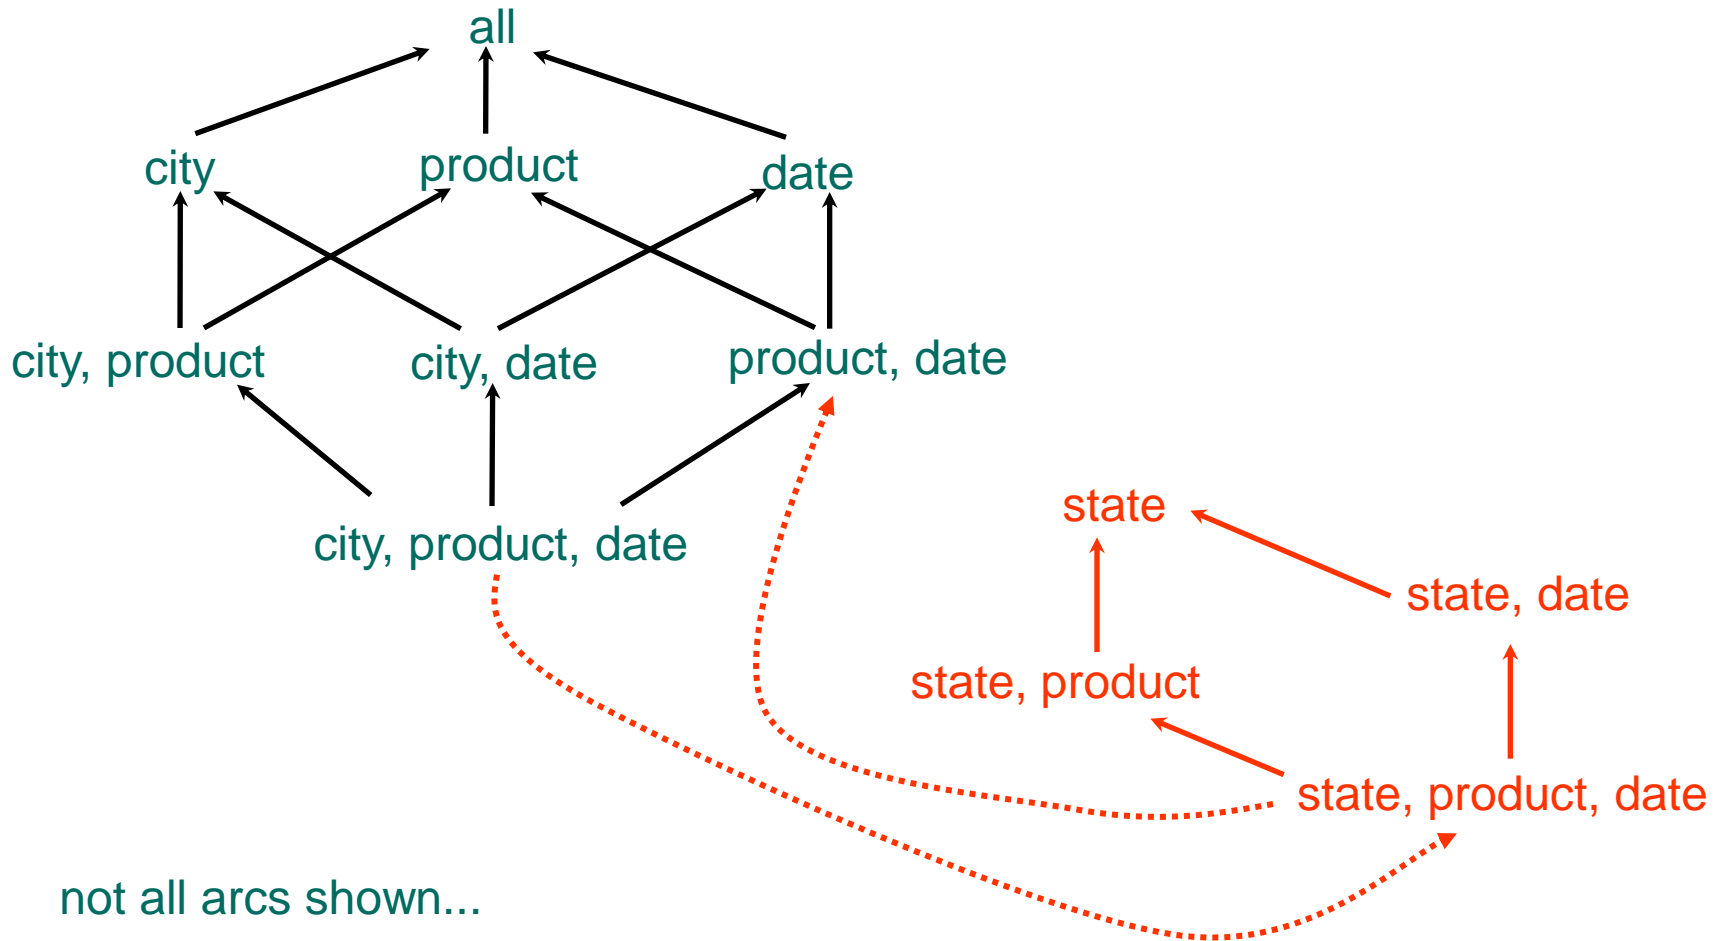 all
city
product
date
city, product
city, date
product, date
city, product, date
state
state, date
state, product
state, product, date
not all arcs shown...